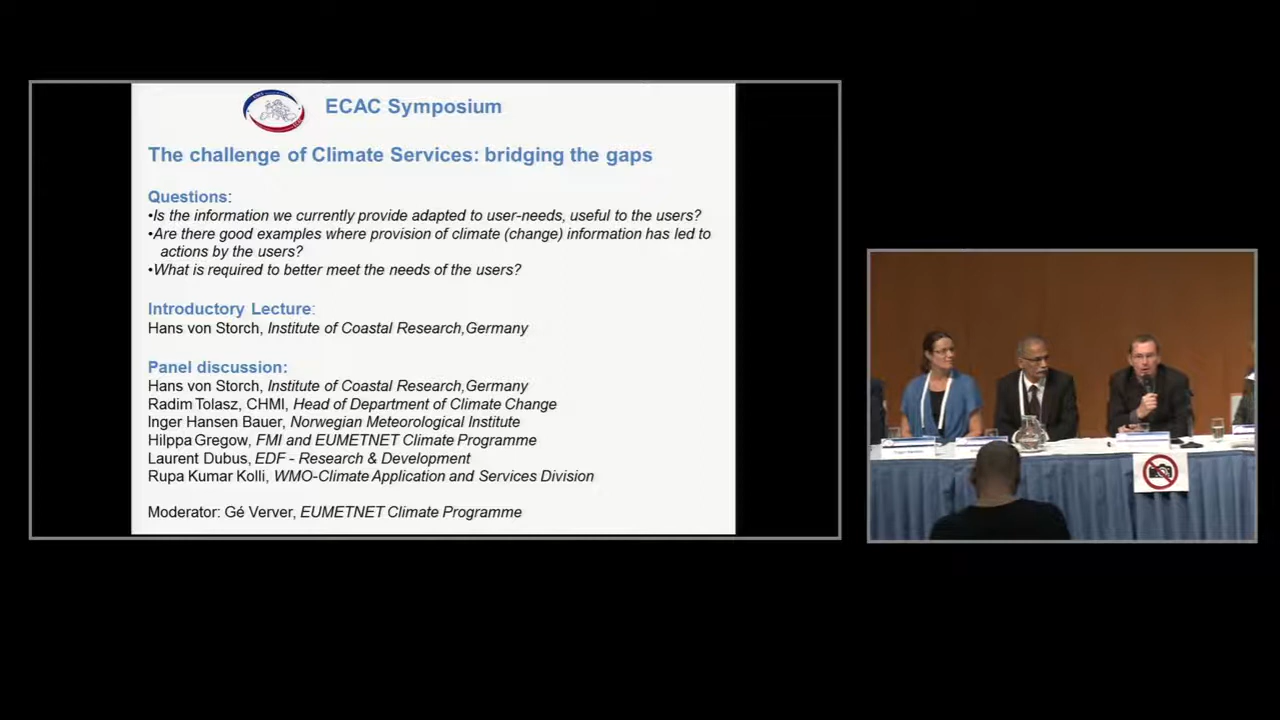 ECAC Symposium
The challenge of Climate Services: bridging the gaps
Questions:
•Is the information we currently provide adapted to user-needs, useful to the users?
•Are there good examples where provision of climate (change) information has led to
actions by the users?
•What is required to better meet the needs of the users?
Introductory Lecture:
Hans von Storch, Institute of Coastal Research,Germany
Panel discussion:
Hans von Storch, Institute of Coastal Research,Germany
Radim Tolasz, CHMI, Head of Department of Climate Change
Inger Hansen Bauer, Norwegian Meteorological Institute
Hilppa Gregow, FMI and EUMETNET Climate Programme
Laurent Dubus, EDF - Research & Development
Rupa Kumar Kolli, WMO-Climate Application and Services Division
Moderator: Gé Verver, EUMETNET Climate Programme